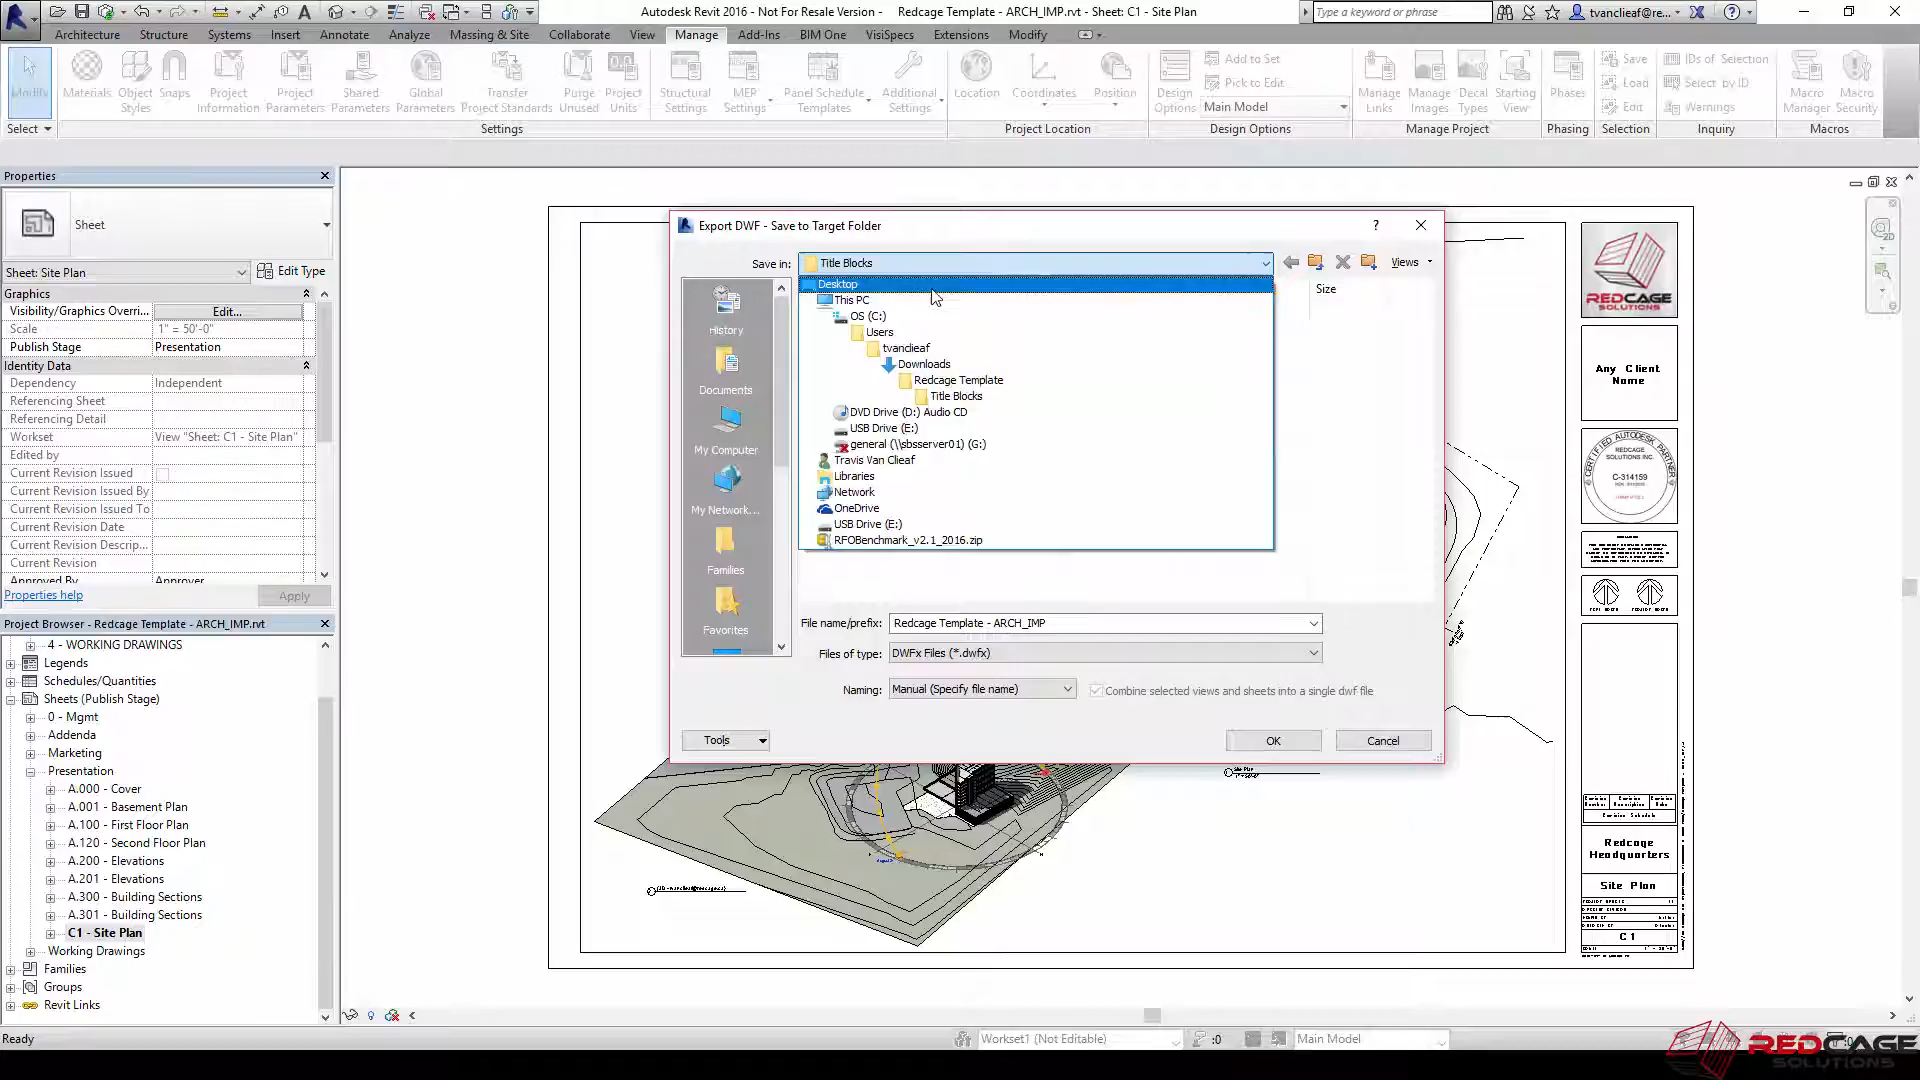 Autodesk Revit 2016 - Not For Resale Version - Redcage Template - ARCH_IMP.rvt - Sheet: C1 - Site Plan
Type a keyword or phrase
tvanclieaf@re...
Architecture Structure Systems Insert Annotate Analyze Massing & Site Collaborate View Manage Add-Ins BIM One VisiSpecs Extensions Modify
Modify
Materials
Object Styles
Snaps
Project Information
Project Parameters
Shared Parameters
Global Parameters
Transfer Project Standards
Purge Unused
Project Units
Structural Settings
MEP Settings
Panel Schedule Templates
Additional Settings
Location
Coordinates
Position
Design Options
Add to Set
Pick to Edit
Main Model
Manage Links
Manage Images
Decal Types
Starting View
Phases
Save
Load
Edit
IDs of Selection
Select by ID
Warnings
Macro Manager
Macro Security
Select Settings Project Location Design Options Manage Project Phasing Selection Inquiry Macros
Properties
Sheet
Sheet: Site Plan
Edit Type
Graphics
Visibility/Graphics Overri... Edit...
Scale 1" = 50'-0"
Publish Stage Presentation
Identity Data
Dependency Independent
Referencing Sheet
Referencing Detail
Workset View "Sheet: C1 - Site Plan"
Edited by
Current Revision Issued
Current Revision Issued By
Current Revision Issued To
Current Revision Date
Current Revision Descrip...
Current Revision
Approved By Approver
Properties help
Apply
Project Browser - Redcage Template - ARCH_IMP.rvt
4 - WORKING DRAWINGS
Legends
Schedules/Quantities
Sheets (Publish Stage)
0 - Mgmt
Addenda
Marketing
Presentation
A.000 - Cover
A.001 - Basement Plan
A.100 - First Floor Plan
A.120 - Second Floor Plan
A.200 - Elevations
A.201 - Elevations
A.300 - Building Sections
A.301 - Building Sections
C1 - Site Plan
Working Drawings
Families
Groups
Revit Links
Export DWF - Save to Target Folder
?
Save in: Title Blocks
Views
Size
Desktop
This PC
OS (C:)
Users
tvanclieaf
Downloads
Redcage Template
Title Blocks
DVD Drive (D:) Audio CD
USB Drive (E:)
general (\\sbsserver01) (G:)
Travis Van Clieaf
Libraries
Network
OneDrive
USB Drive (E:)
RFOBenchmark_v2.1_2016.zip
History
Documents
My Computer
My Network...
Families
Favorites
File name/prefix: Redcage Template - ARCH_IMP
Files of type: DWFx Files (*.dwfx)
Naming: Manual (Specify file name)
Combine selected views and sheets into a single dwf file
Tools
OK
Cancel
REDCAGE
SOLUTIONS
Any Client
Name
CERTIFIED AUTODESK PARTNER
REDCAGE
SOLUTIONS INC.
C-314159
Redcage
Headquarters
Site Plan
C1
Site Plan
2D
Ready
Workset1 (Not Editable)
:0
Main Model
REDCAGE
SOLUTIONS